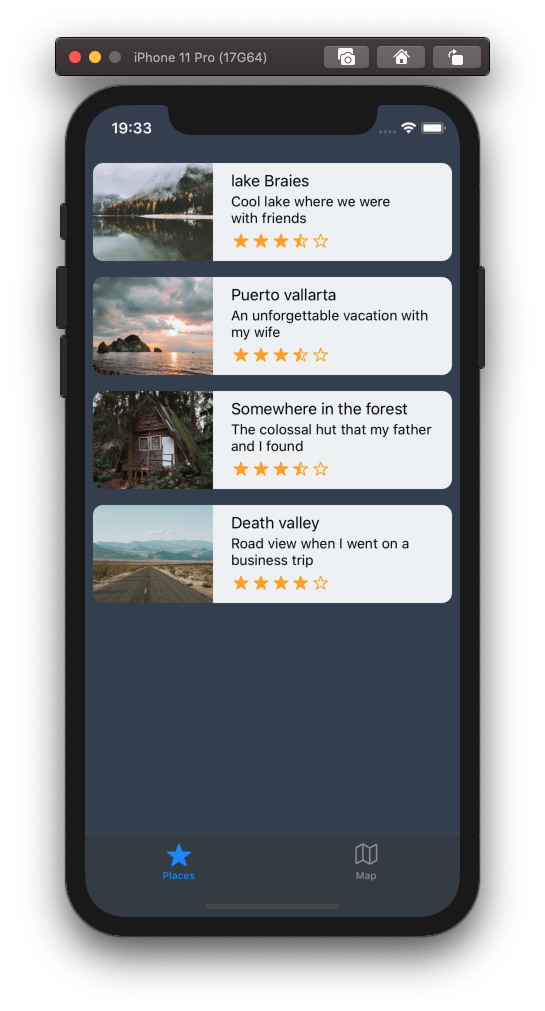 iPhone 11 Pro (17G64)
19:33
lake Braies
Cool lake where we were
with friends
Puerto vallarta
An unforgettable vacation with
my wife
Somewhere in the forest
The colossal hut that my father
and I found
Death valley
Road view when I went on a
business trip
Places
Map